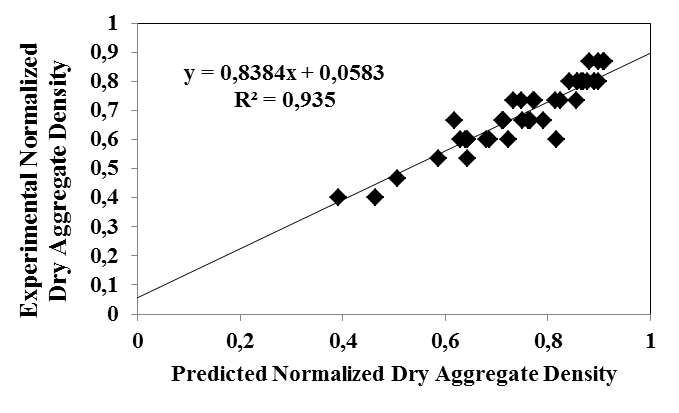 Experimental Normalized
Dry Aggregate Density
1
0,9
0,8
0,7
0,6
0,5
0,4
0,3
0,2
0,1
0
y = 0,8384x + 0,0583
R² = 0,935
0 0,2 0,4 0,6 0,8 1
Predicted Normalized Dry Aggregate Density